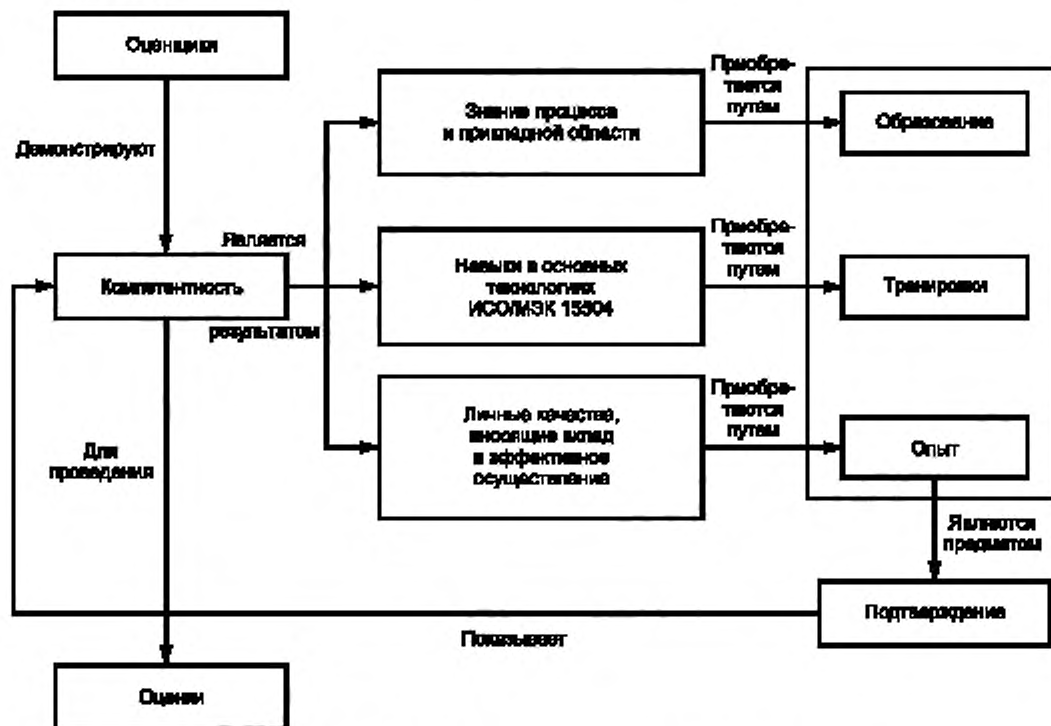 Оценщики
Демонстрируют
Компетентность
Является
результатом
Для
проведения
Оценки
Знание процесса
и прикладной области
Навыки в основных
технологиях
ИСО/МЭК 15504
Личные качества,
вносящие вклад
в эффективное
осуществление
Приобре-
таются
путем
Образование
Приобре-
таются
путем
Тренировки
Приобре-
таются
путем
Опыт
Являются
предметом
Подтверждение
Показывает